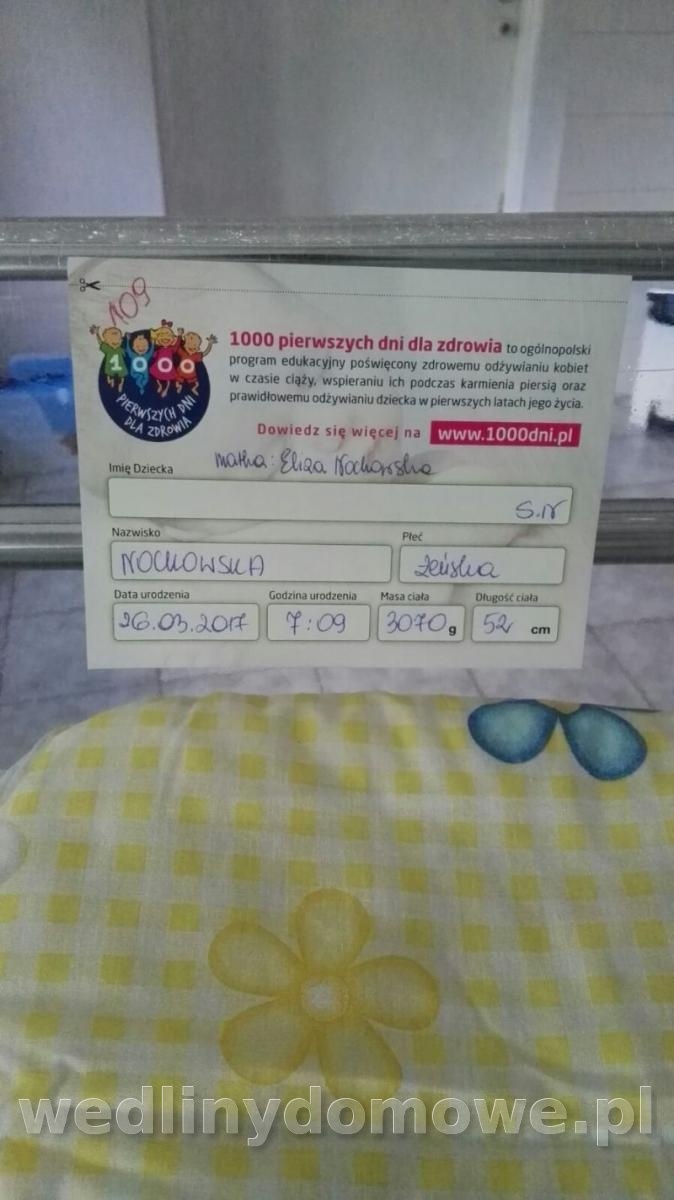 109
1000
PIERWSZYCH DNI
DLA ZDROWIA
1000 pierwszych dni dla zdrowia to ogólnopolski
program edukacyjny poświęcony zdrowemu odżywianiu kobiet
w czasie ciąży, wspieraniu ich podczas karmienia piersią oraz
prawidłowemu odżywianiu dziecka w pierwszych latach jego życia.
Dowiedz się więcej na www.1000dni.pl
matka: Eliza Nochowska
Imię Dziecka
S.N
Nazwisko Płeć
NOCHOWSKA żeńska
Data urodzenia Godzina urodzenia Masa ciała Długość ciała
26.03.2017 7:09 3070 g 52 cm
wedlinydomowe.pl